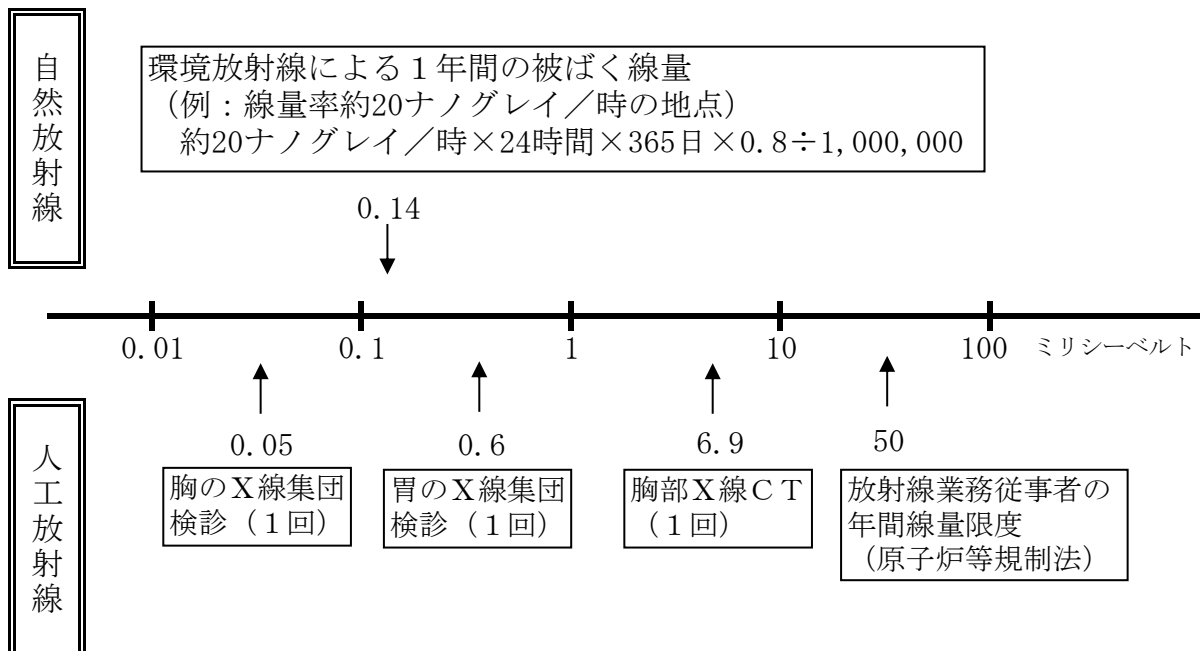 自然放射線
環境放射線による１年間の被ばく線量
（例：線量率約20ナノグレイ／時の地点）
約20ナノグレイ／時×24時間×365日×0.8÷1,000,000
0.14
0.01
0.1
1
10
100
ミリシーベルト
0.05
0.6
6.9
50
胸のＸ線集団
検診（１回）
胃のＸ線集団
検診（１回）
胸部Ｘ線ＣＴ
（１回）
放射線業務従事者の
年間線量限度
（原子炉等規制法）
人工放射線